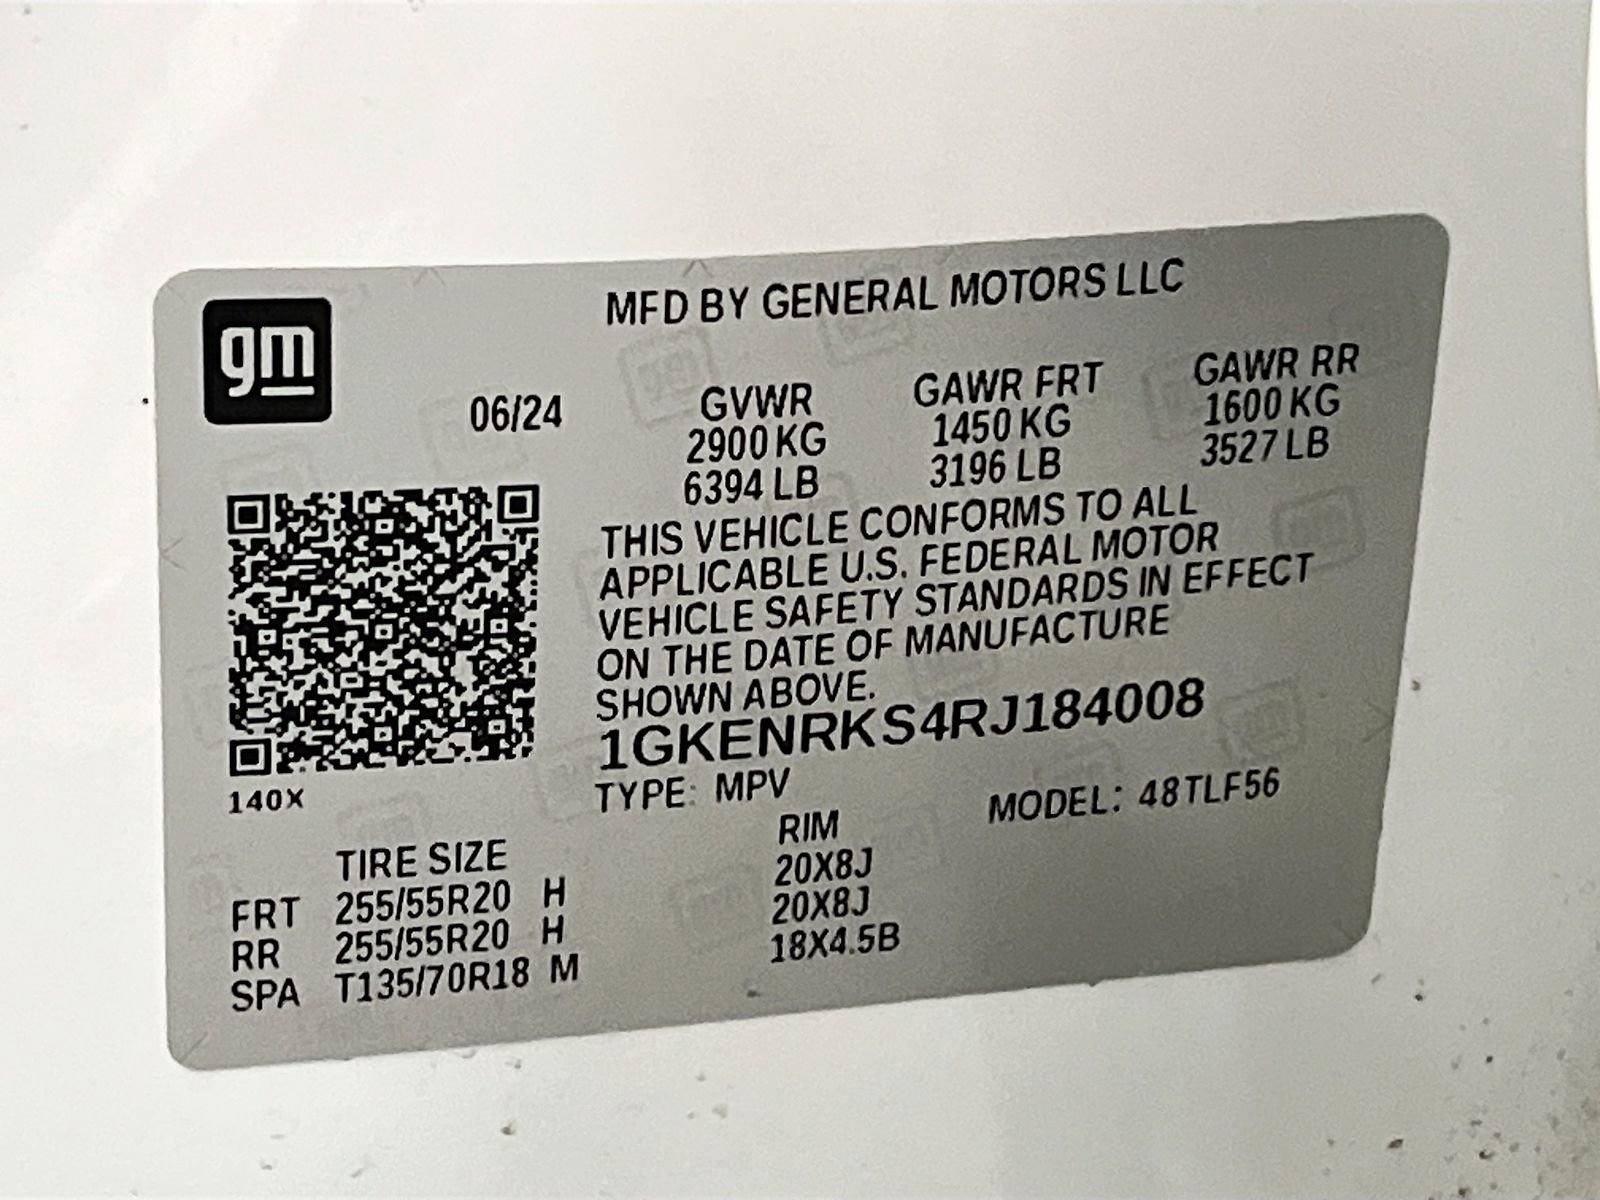 gm
MFD BY GENERAL MOTORS LLC
06/24
GVWR GAWR FRT GAWR RR
2900 KG 1450 KG 1600 KG
6394 LB 3196 LB 3527 LB
THIS VEHICLE CONFORMS TO ALL
APPLICABLE U.S. FEDERAL MOTOR
VEHICLE SAFETY STANDARDS IN EFFECT
ON THE DATE OF MANUFACTURE
SHOWN ABOVE.
1GKENRKS4RJ184008
140X
TYPE: MPV MODEL: 48TLF56
TIRE SIZE RIM
FRT 255/55R20 H 20X8J
RR 255/55R20 H 20X8J
SPA T135/70R18 M 18X4.5B